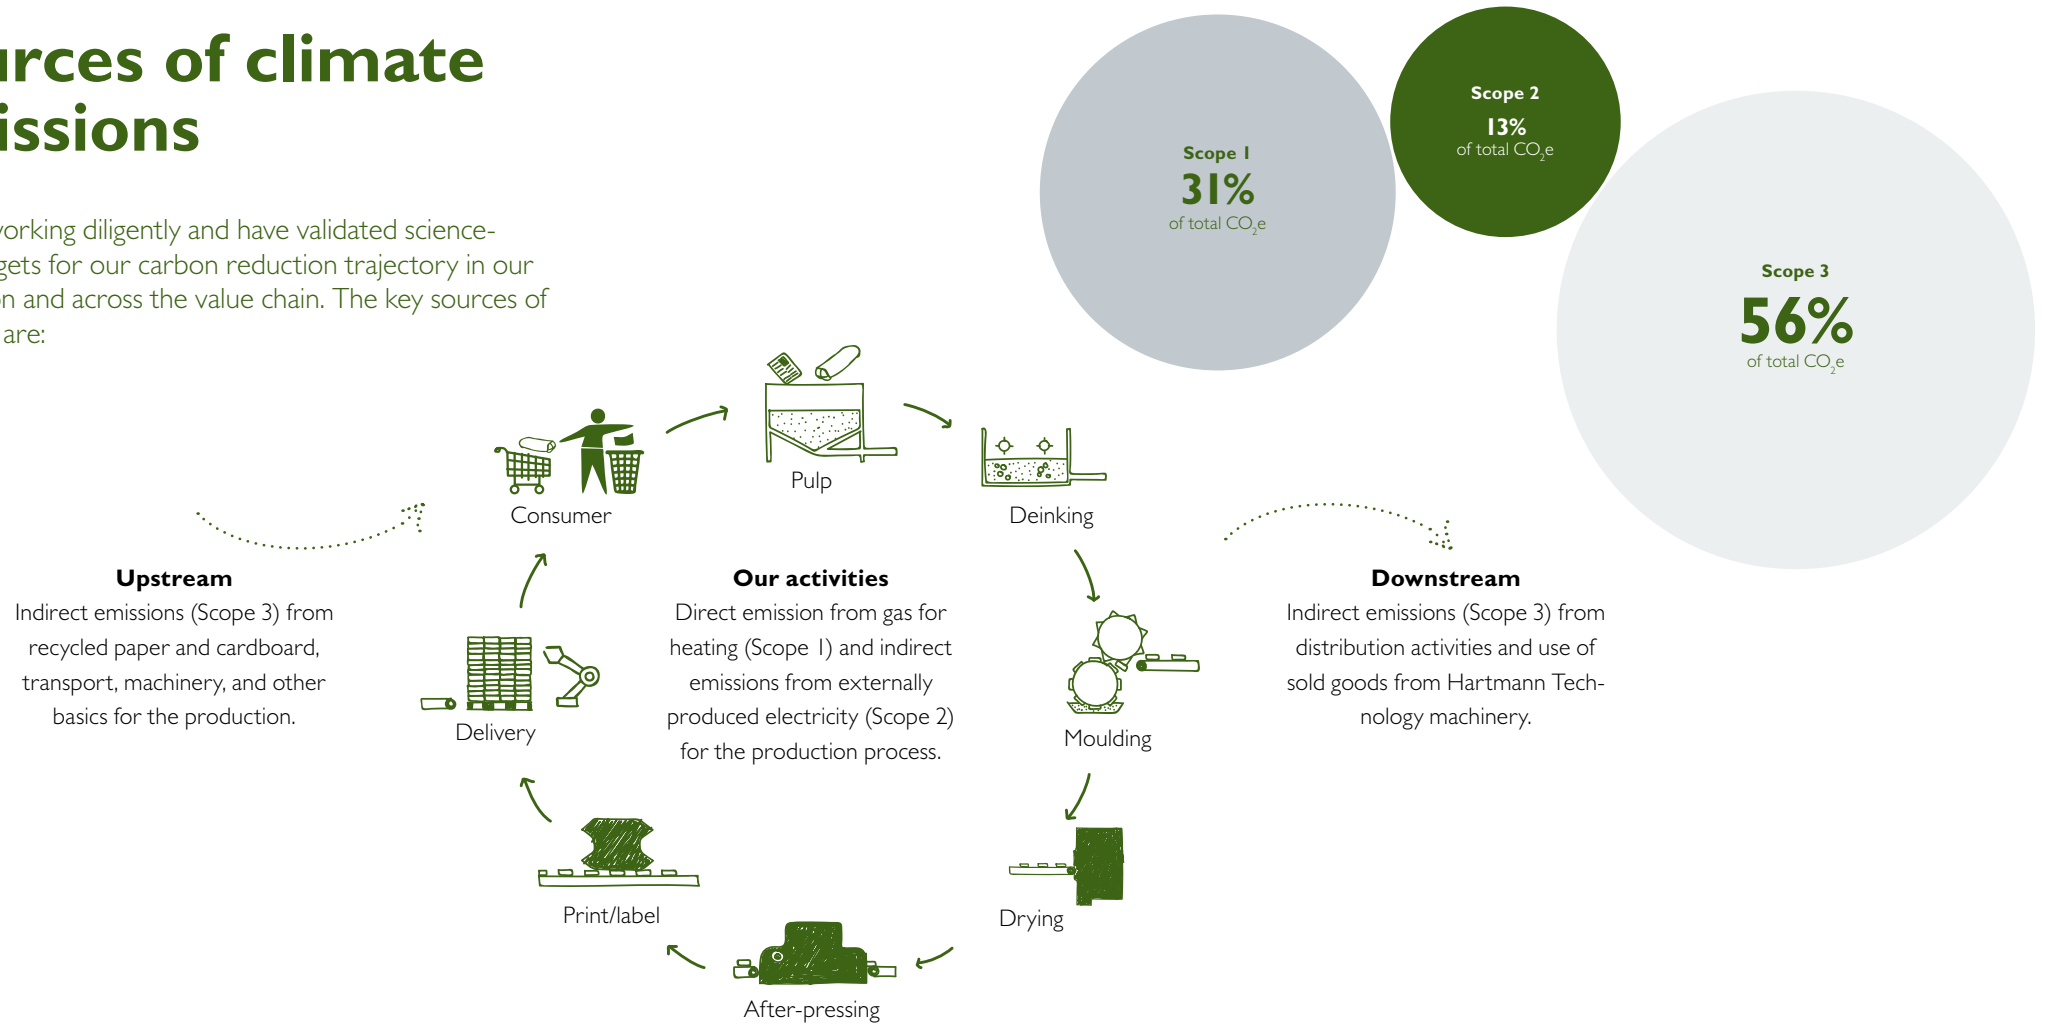 urces of climate
issions
vorking diligently and have validated science-
gets for our carbon reduction trajectory in our
on and across the value chain. The key sources of
are:
Scope 1
31%
of total CO₂e
Scope 2
13%
of total CO₂e
Scope 3
56%
of total CO₂e
Pulp
Deinking
Moulding
Drying
After-pressing
Print/label
Delivery
Consumer
Upstream
Indirect emissions (Scope 3) from
recycled paper and cardboard,
transport, machinery, and other
basics for the production.
Our activities
Direct emission from gas for
heating (Scope 1) and indirect
emissions from externally
produced electricity (Scope 2)
for the production process.
Downstream
Indirect emissions (Scope 3) from
distribution activities and use of
sold goods from Hartmann Tech-
nology machinery.